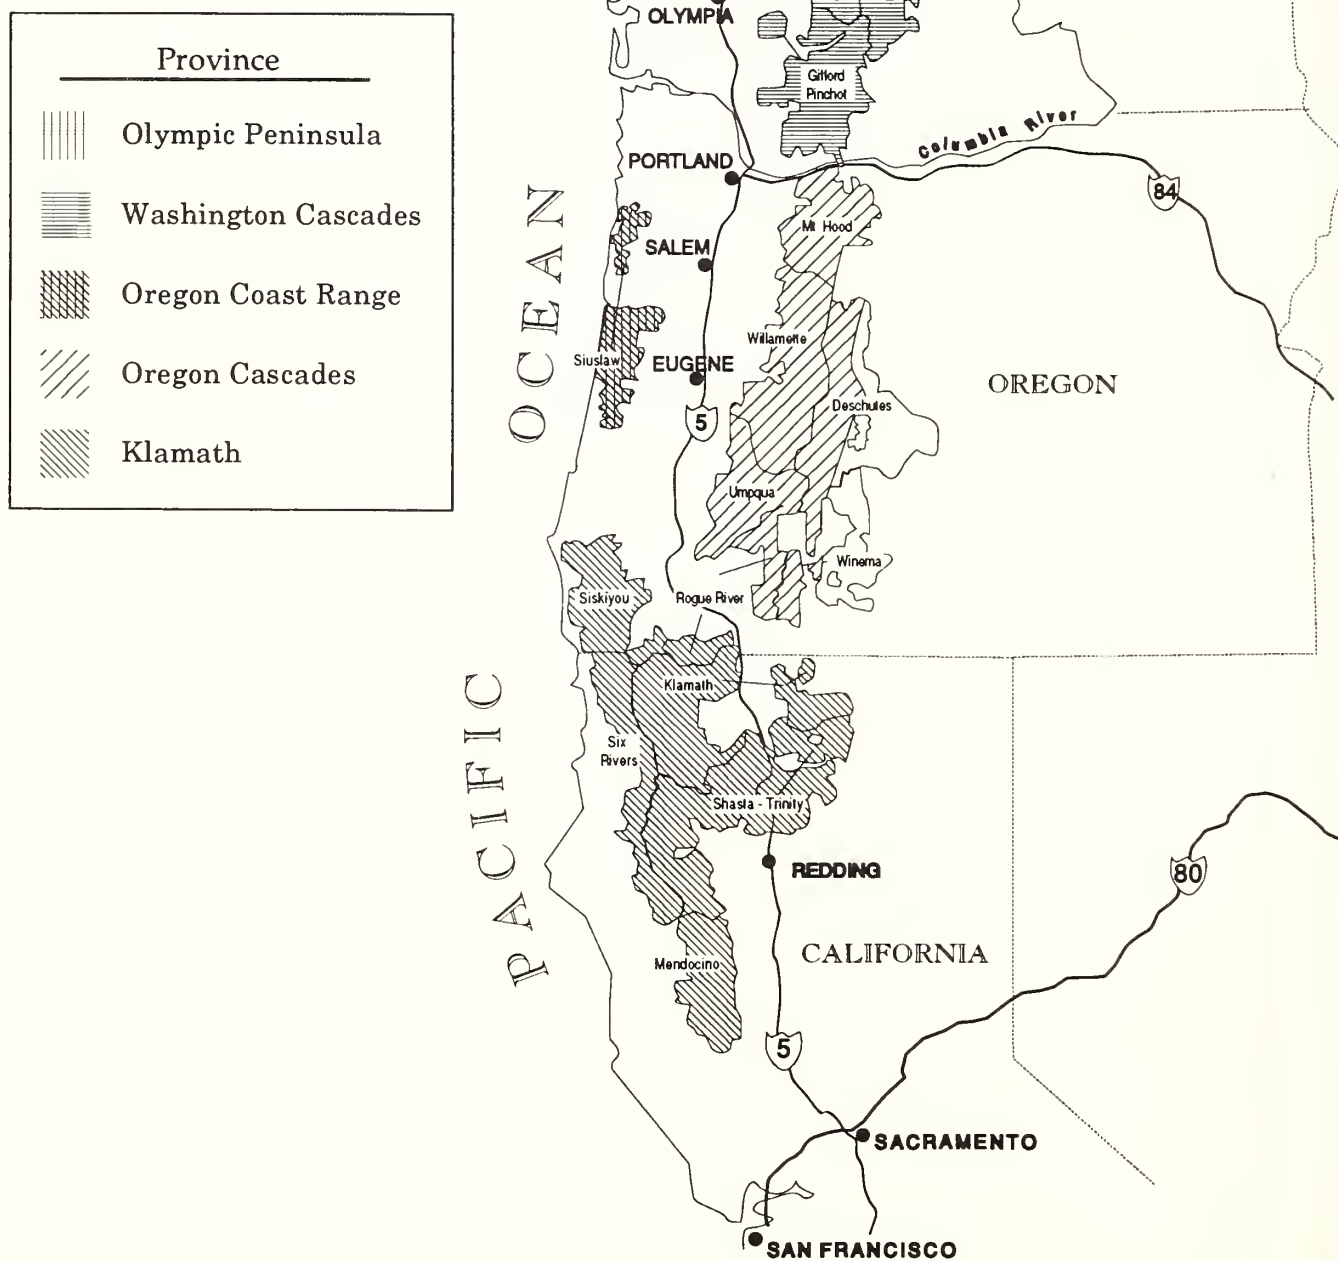 Province
Olympic Peninsula
Washington Cascades
Oregon Coast Range
Oregon Cascades
Klamath
OLYMPIA
Gifford
Pinchot
Columbia River
PORTLAND
84
Mt Hood
SALEM
Willamette
Siuslaw
EUGENE
OREGON
Deschutes
5
Umpqua
Winema
Siskiyou
Rogue River
Klamath
Six
Rivers
Shasta - Trinity
REDDING
80
CALIFORNIA
Mendocino
5
PACIFIC OCEAN
SACRAMENTO
SAN FRANCISCO